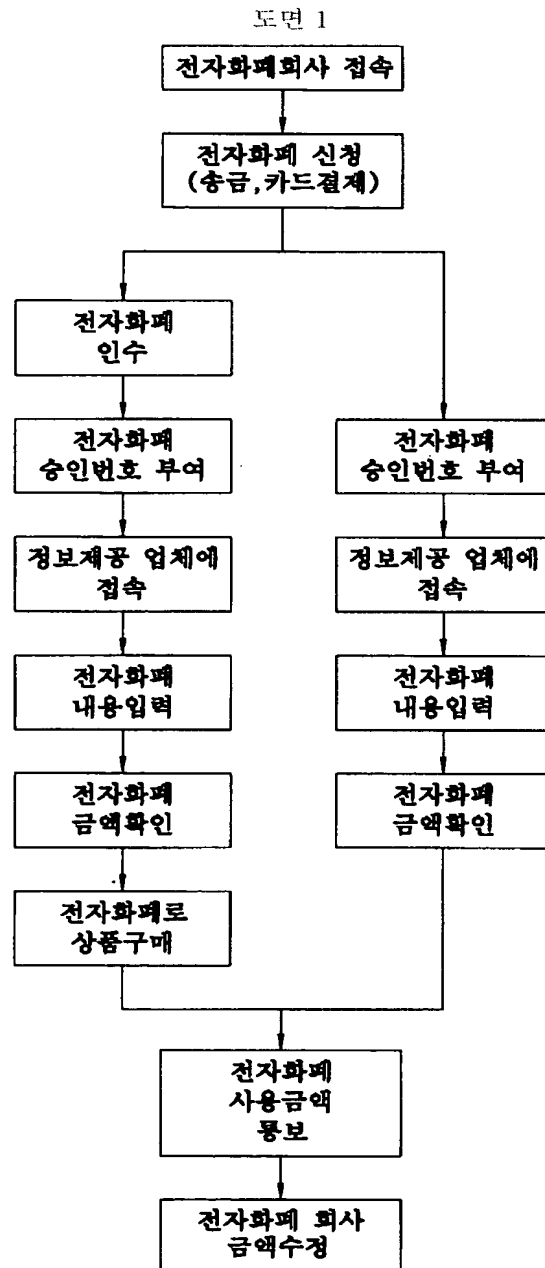 도면 1
전자화폐회사 접속
전자화폐 신청
(송금,카드결재)
전자화폐
인수
전자화폐
승인번호 부여
정보제공 업체에
접속
전자화폐
내용입력
전자화폐
금액확인
전자화폐로
상품구매
전자화폐
승인번호 부여
정보제공 업체에
접속
전자화폐
내용입력
전자화폐
금액확인
전자화폐
사용금액
통보
전자화폐 회사
금액수정